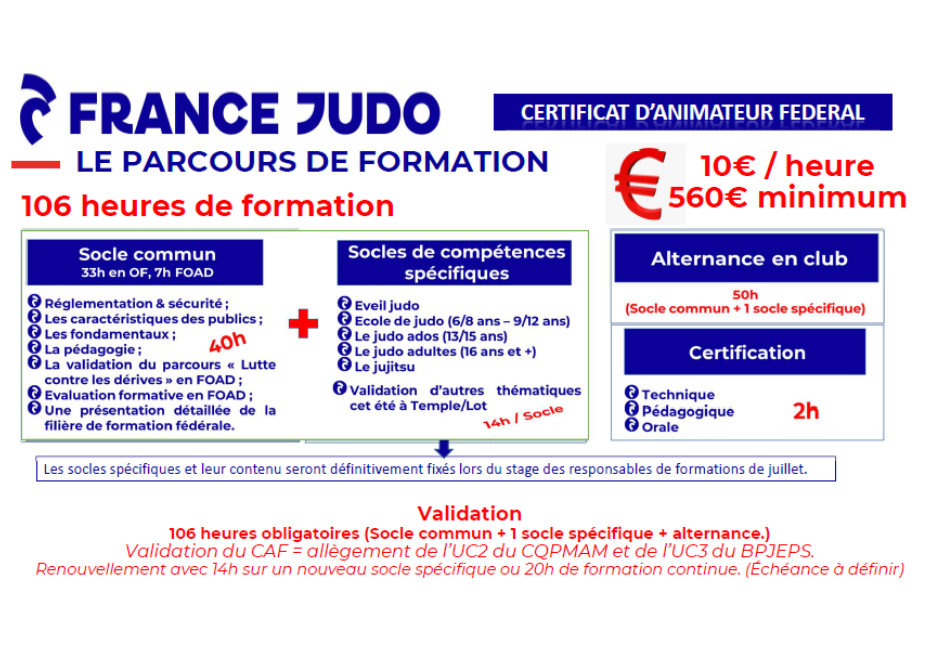 FRANCE JUDO
CERTIFICAT D'ANIMATEUR FEDERAL
LE PARCOURS DE FORMATION
10€ / heure
€
560€ minimum
106 heures de formation
Socle commun
33h en OF, 7h FOAD
Réglementation & sécurité ;
Les caractéristiques des publics ;
Les fondamentaux ;
La pédagogie ;
40h
La validation du parcours « Lutte
contre les dérives » en FOAD ;
Evaluation formative en FOAD ;
Une présentation détaillée de la
filière de formation fédérale.
+
Socles de compétences
spécifiques
Eveil judo
Ecole de judo (6/8 ans – 9/12 ans)
Le judo ados (13/15 ans)
Le judo adultes (16 ans et +)
Le jujitsu
Validation d'autres thématiques
cet été à Temple/Lot
14h / Socle
Alternance en club
50h
(Socle commun + 1 socle spécifique)
Certification
Technique
Pédagogique
Orale
2h
Les socles spécifiques et leur contenu seront définitivement fixés lors du stage des responsables de formations de juillet.
Validation
106 heures obligatoires (Socle commun + 1 socle spécifique + alternance.)
Validation du CAF = allègement de l'UC2 du CQPMAM et de l'UC3 du BPJEPS.
Renouvellement avec 14h sur un nouveau socle spécifique ou 20h de formation continue. (Échéance à définir)